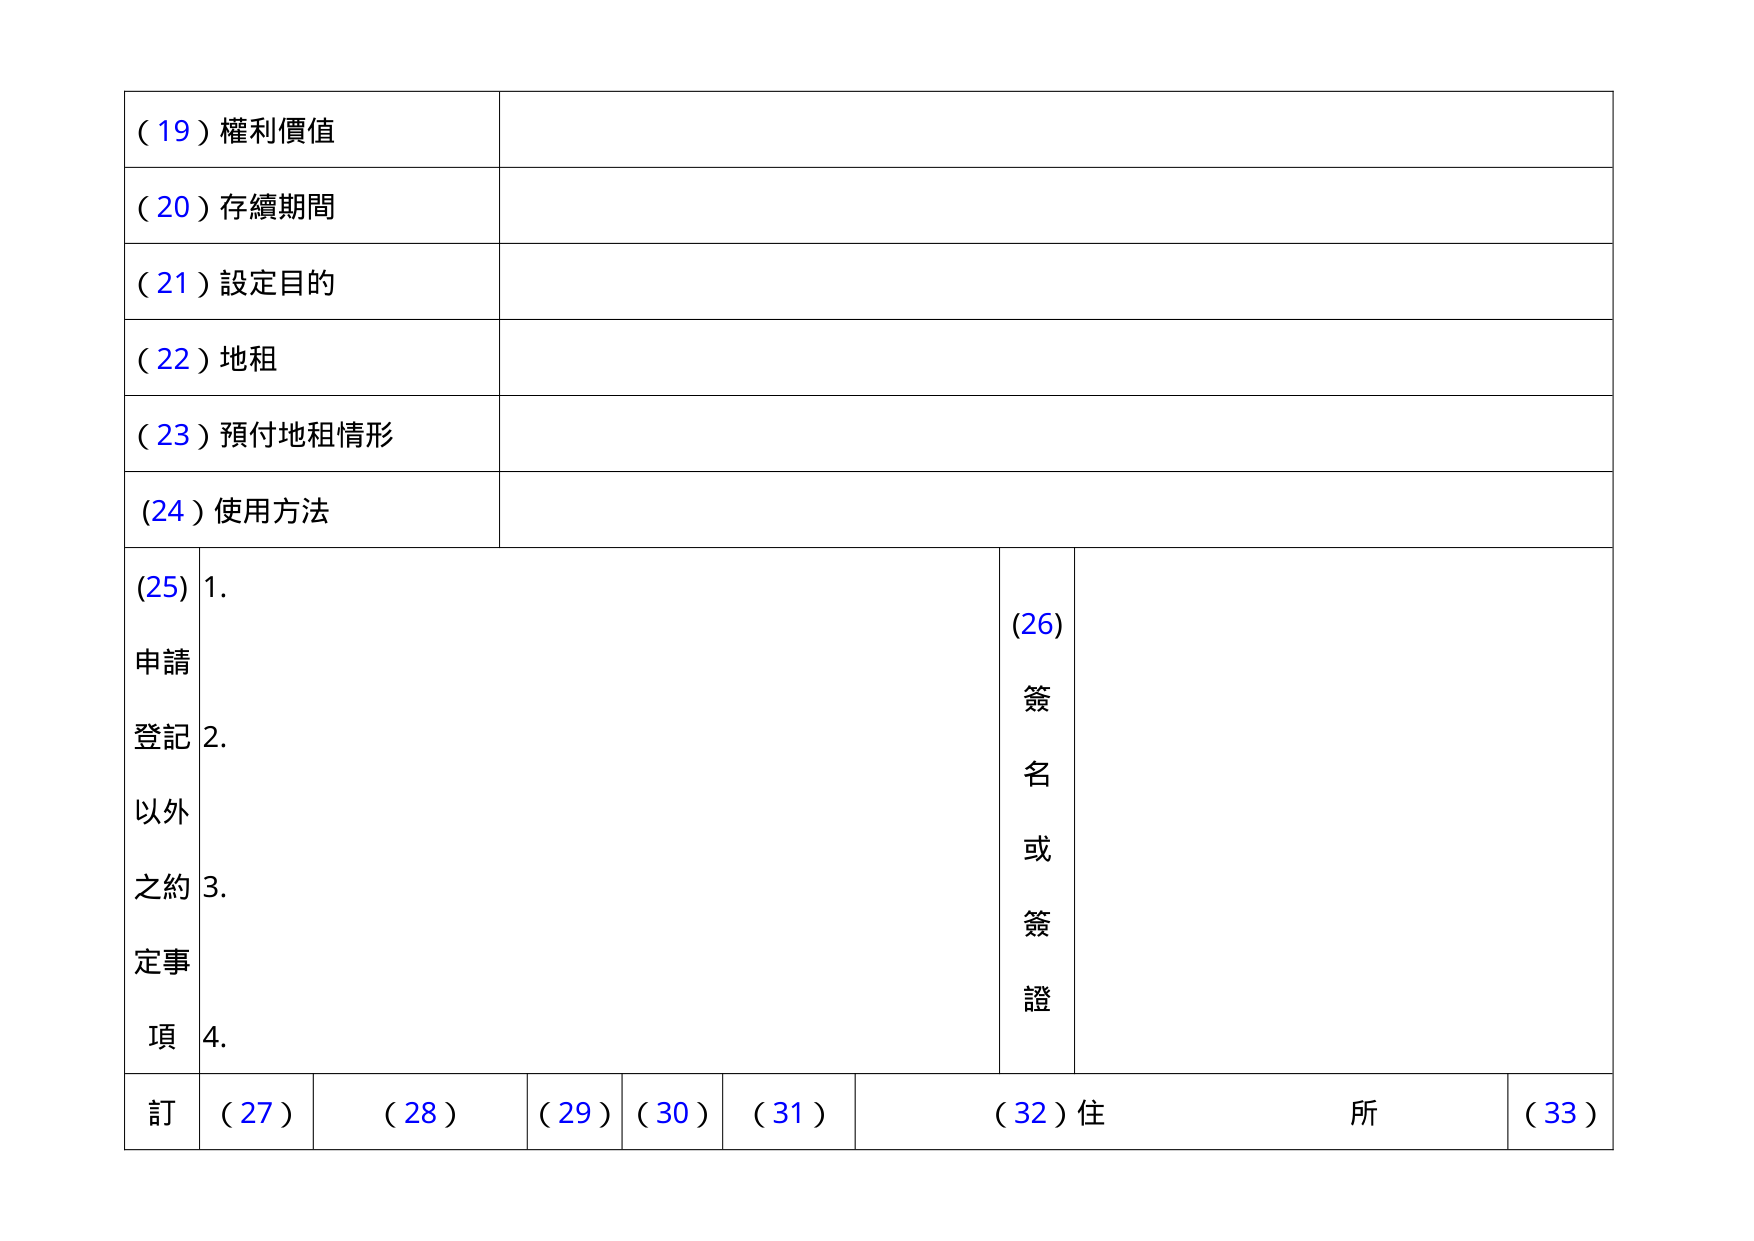 （19）權利價值
（20）存續期間
（21）設定目的
（22）地租
（23）預付地租情形
(24）使用方法
(25)
申請
登記
以外
之約
定事
項
1.
2.
3.
4.
(26)
簽
名
或
簽
證
訂 （27） （28） （29） （30） （31） （32）住 所 （33）